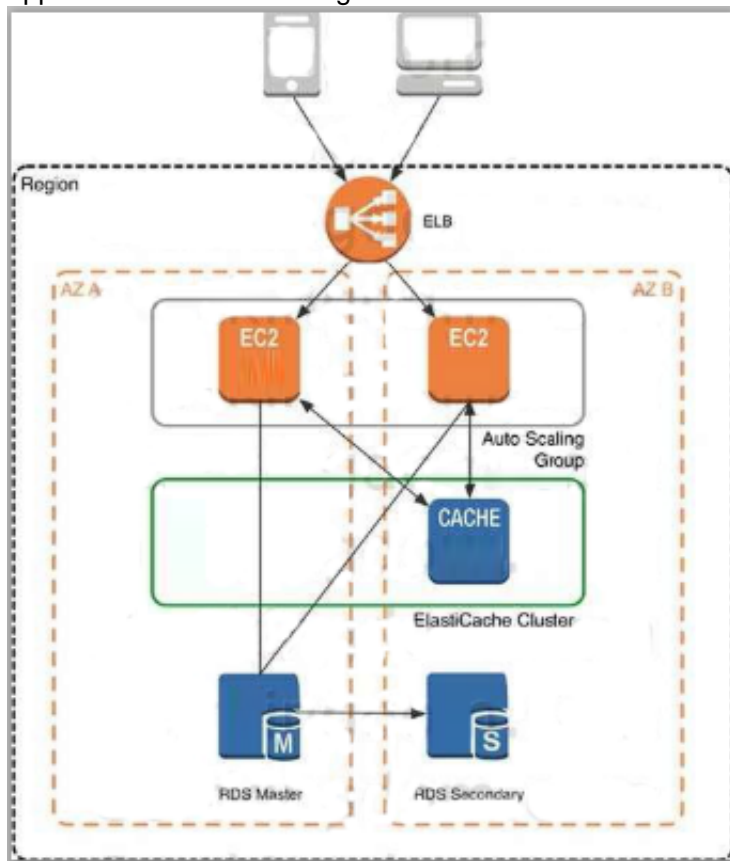 Region
ELB
AZ A
AZ B
EC2
EC2
Auto Scaling
Group
CACHE
ElastiCache Cluster
M
S
RDS Master
RDS Secondary